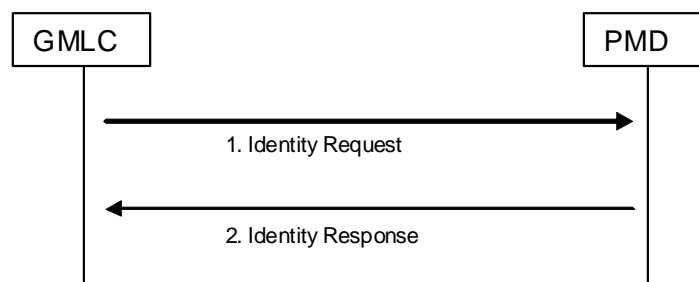 GMLC
PMD
1. Identity Request
2. Identity Response